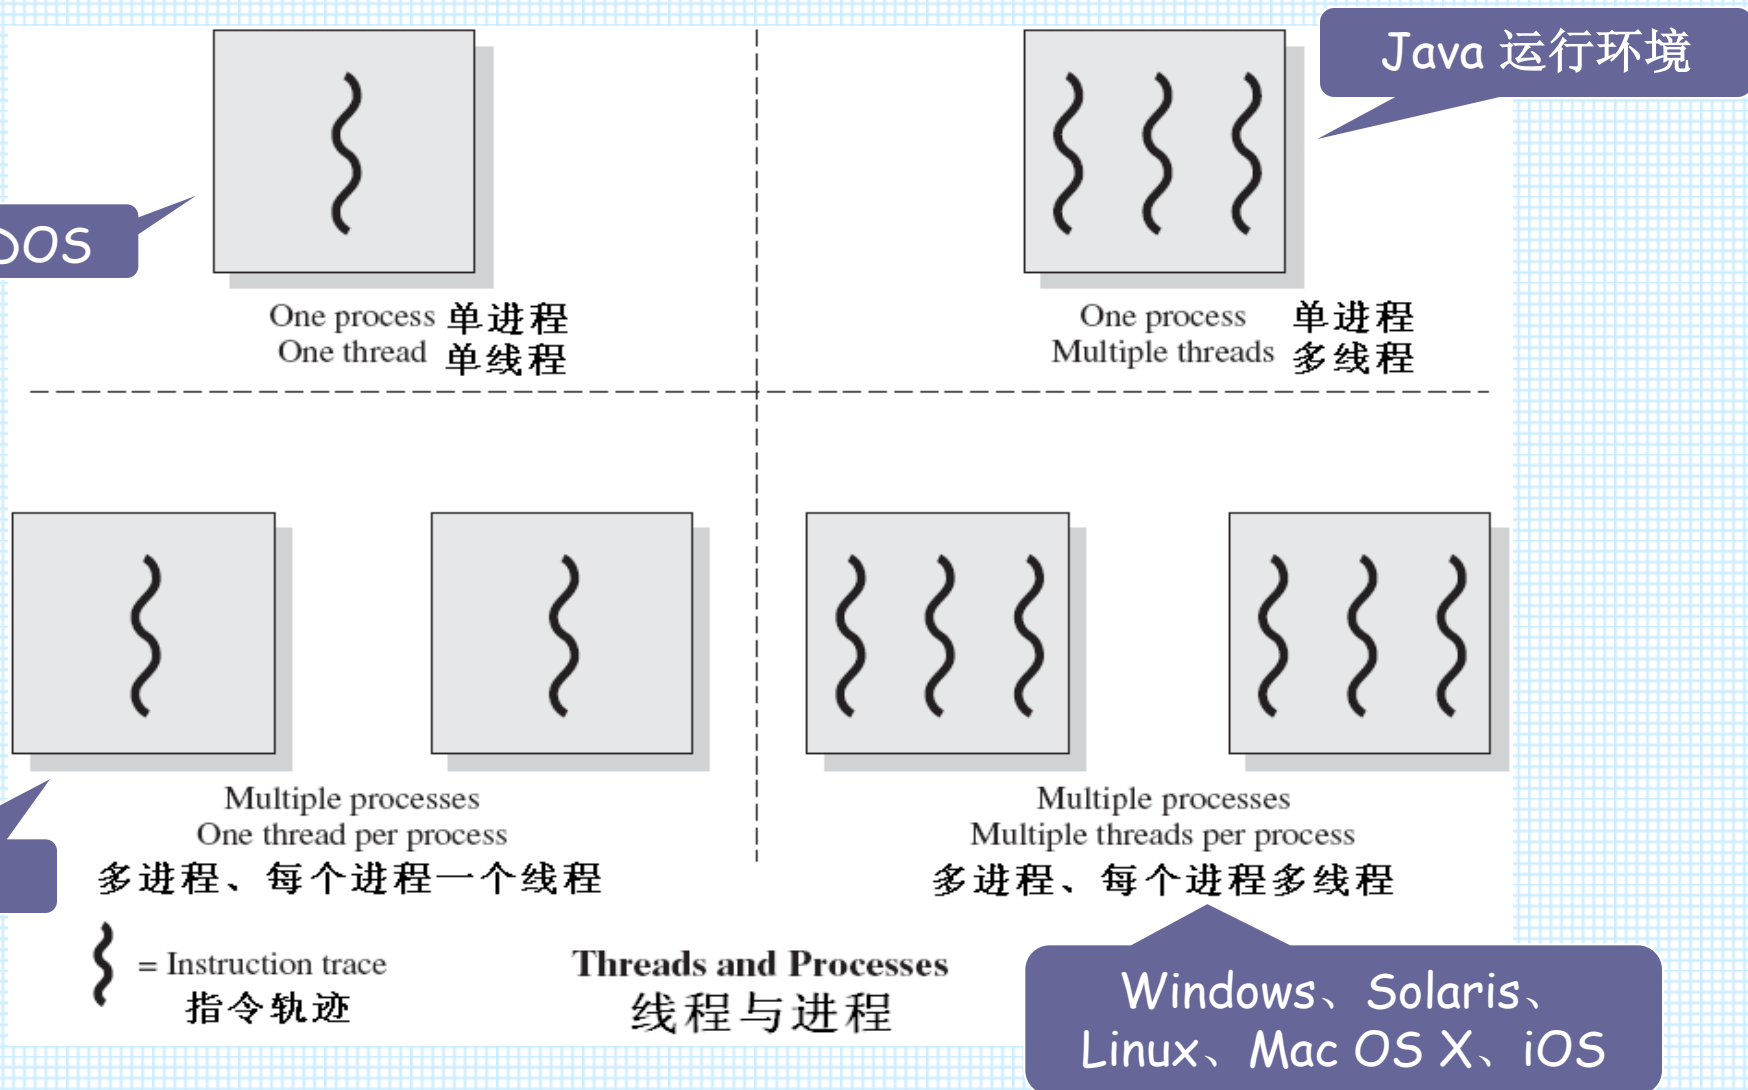 Java 运行环境
DOS
One process 单进程
One thread 单线程
One process 单进程
Multiple threads 多线程
Multiple processes
One thread per process
多进程、每个进程一个线程
Multiple processes
Multiple threads per process
多进程、每个进程多线程
= Instruction trace
指令轨迹
Threads and Processes
线程与进程
Windows、Solaris、
Linux、Mac OS X、iOS